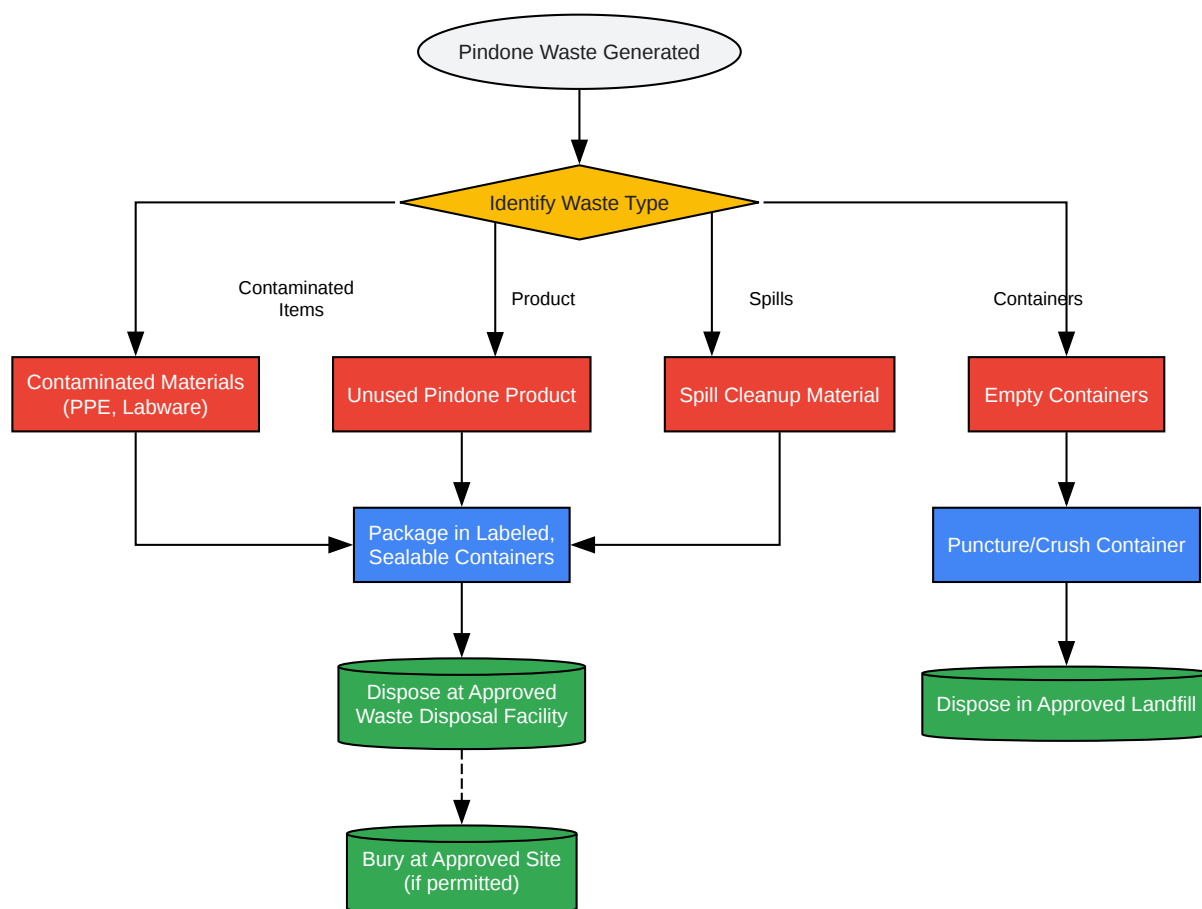 Pindone Waste Generated
Identify Waste Type
Contaminated
Items
Product
Spills
Containers
Contaminated Materials
(PPE, Labware)
Unused Pindone Product
Spill Cleanup Material
Empty Containers
Package in Labeled,
Sealable Containers
Puncture/Crush Container
Dispose at Approved
Waste Disposal Facility
Dispose in Approved Landfill
Bury at Approved Site
(if permitted)